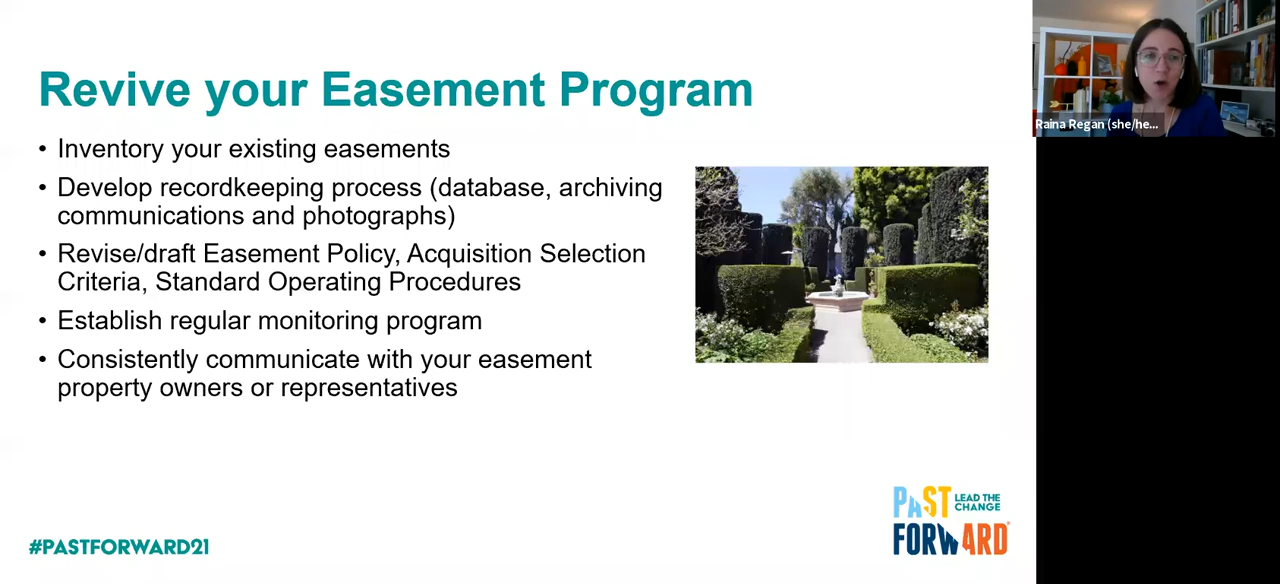 Revive your Easement Program
• Inventory your existing easements
• Develop recordkeeping process (database, archiving
communications and photographs)
• Revise/draft Easement Policy, Acquisition Selection
Criteria, Standard Operating Procedures
• Establish regular monitoring program
• Consistently communicate with your easement
property owners or representatives
Raina Regan (she/he...
PAST LEAD THE
CHANGE
FORWARD®
#PASTFORWARD21